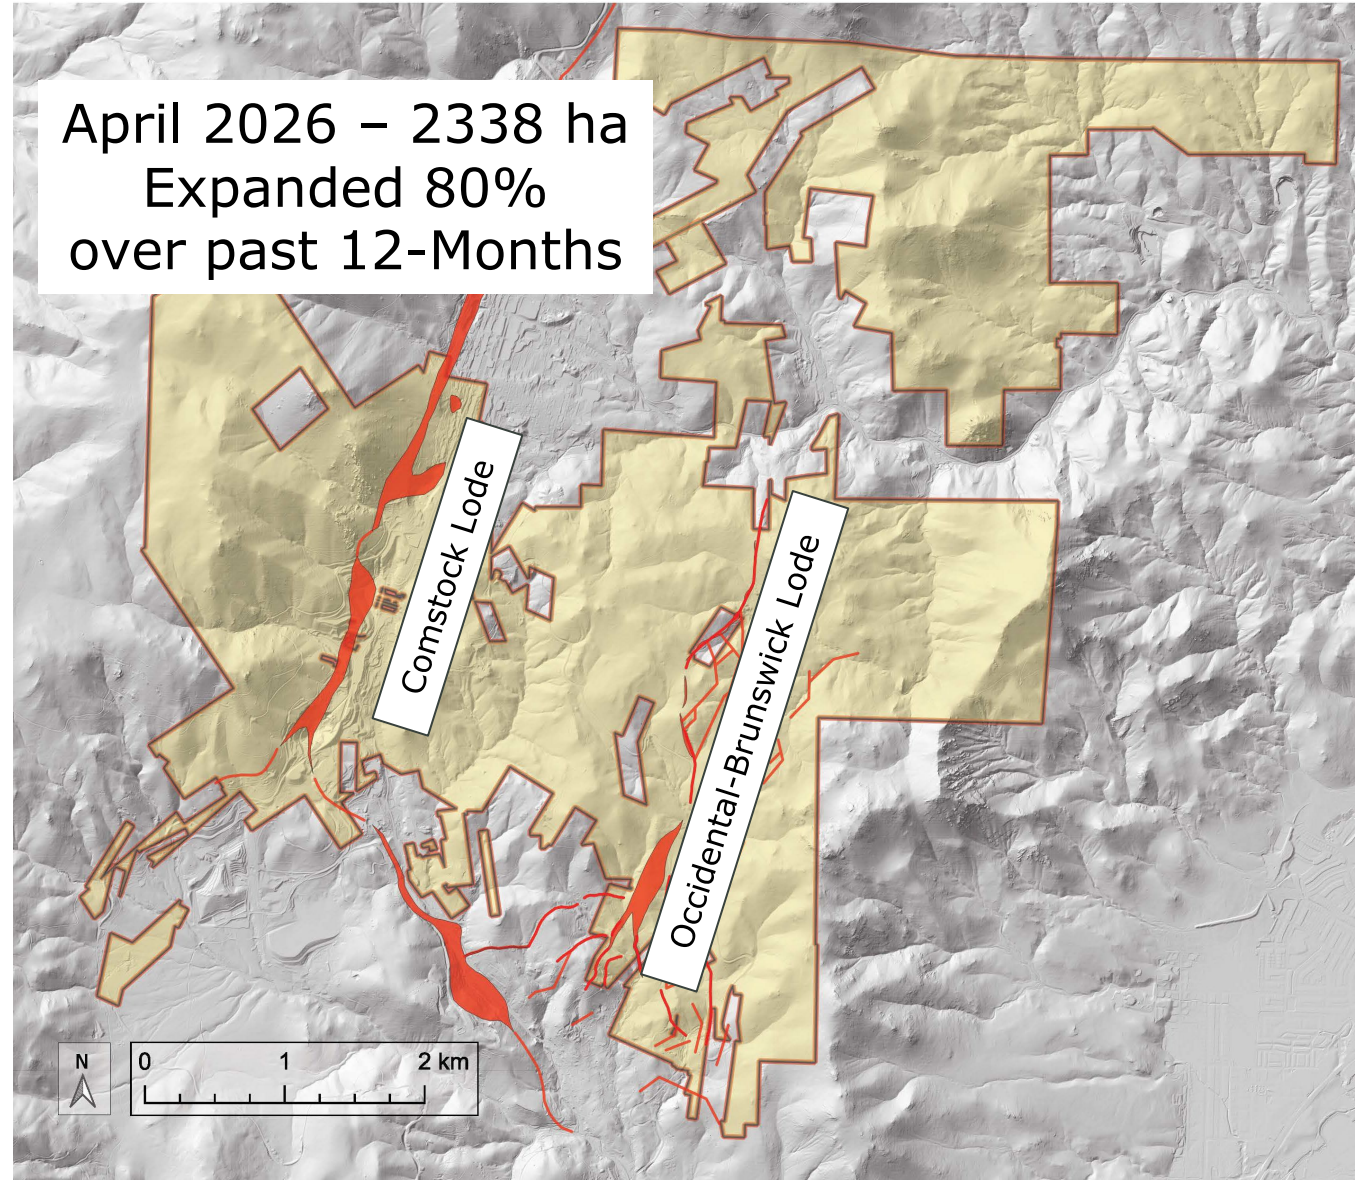 April 2026 – 2338 ha
Expanded 80%
over past 12-Months
Comstock Lode
Occidental-Brunswick Lode
N
0 1 2 km